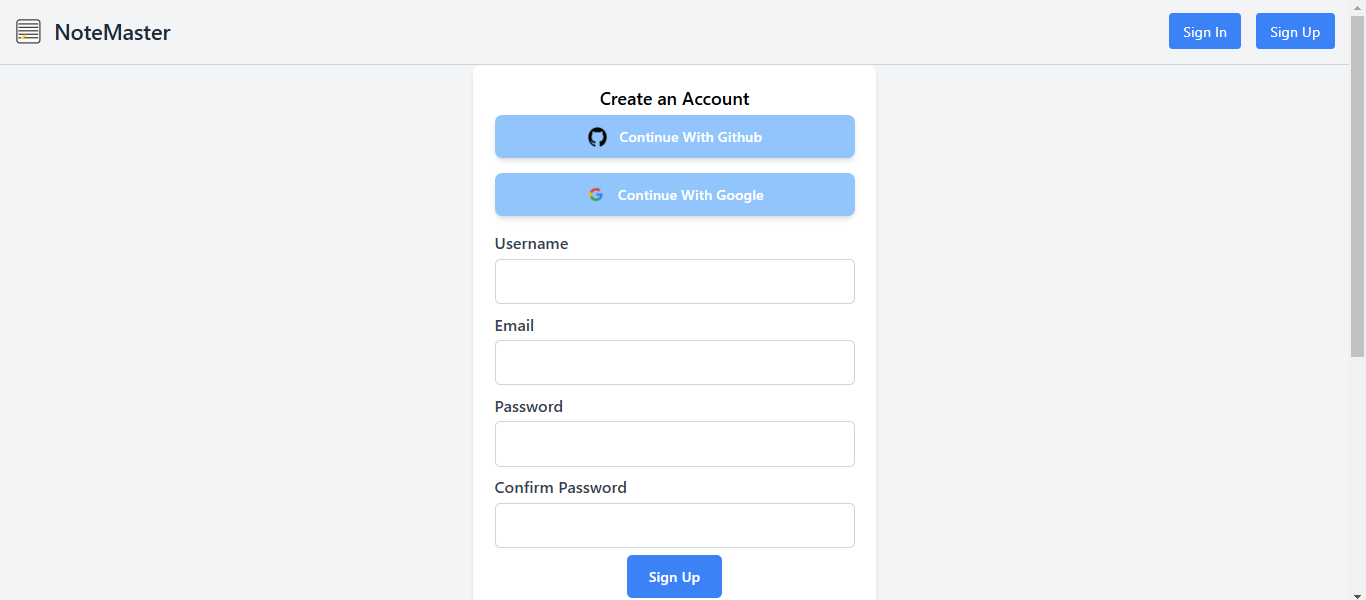 NoteMaster
Sign In
Sign Up
Create an Account
Continue With Github
Continue With Google
Username
Email
Password
Confirm Password
Sign Up